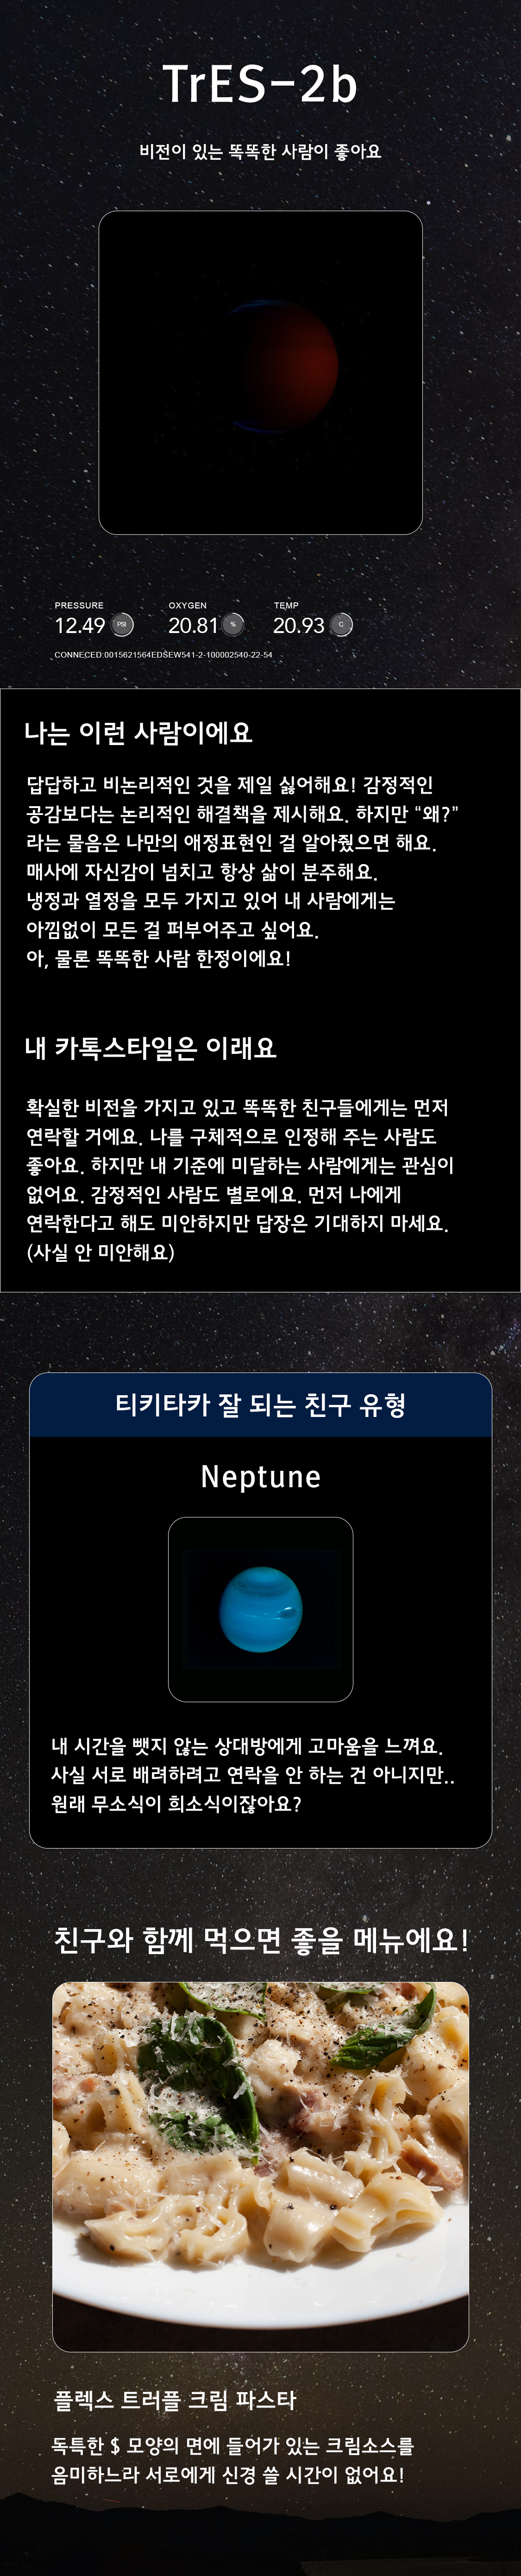 TrES-2b
비전이 있는 똑똑한 사람이 좋아요
PRESSURE OXYGEN TEMP
12.49 PSI 20.81 % 20.93 C
CONNECED:0015621564EDSEW541-2-100002540-22-54
나는 이런 사람이에요
답답하고 비논리적인 것을 제일 싫어해요! 감정적인
공감보다는 논리적인 해결책을 제시해요. 하지만 “왜?”
라는 물음은 나만의 애정표현인 걸 알아줬으면 해요.
매사에 자신감이 넘치고 항상 삶이 분주해요.
냉정과 열정을 모두 가지고 있어 내 사람에게는
아낌없이 모든 걸 퍼부어주고 싶어요.
아, 물론 똑똑한 사람 한정이에요!
내 카톡스타일은 이래요
확실한 비전을 가지고 있고 똑똑한 친구들에게는 먼저
연락할 거에요. 나를 구체적으로 인정해 주는 사람도
좋아요. 하지만 내 기준에 미달하는 사람에게는 관심이
없어요. 감정적인 사람도 별로에요. 먼저 나에게
연락한다고 해도 미안하지만 답장은 기대하지 마세요.
(사실 안 미안해요)
티키타카 잘 되는 친구 유형
Neptune
내 시간을 뺏지 않는 상대방에게 고마움을 느껴요.
사실 서로 배려하려고 연락을 안 하는 건 아니지만..
원래 무소식이 희소식이잖아요?
친구와 함께 먹으면 좋을 메뉴에요!
플렉스 트러플 크림 파스타
독특한 $ 모양의 면에 들어가 있는 크림소스를
음미하느라 서로에게 신경 쓸 시간이 없어요!